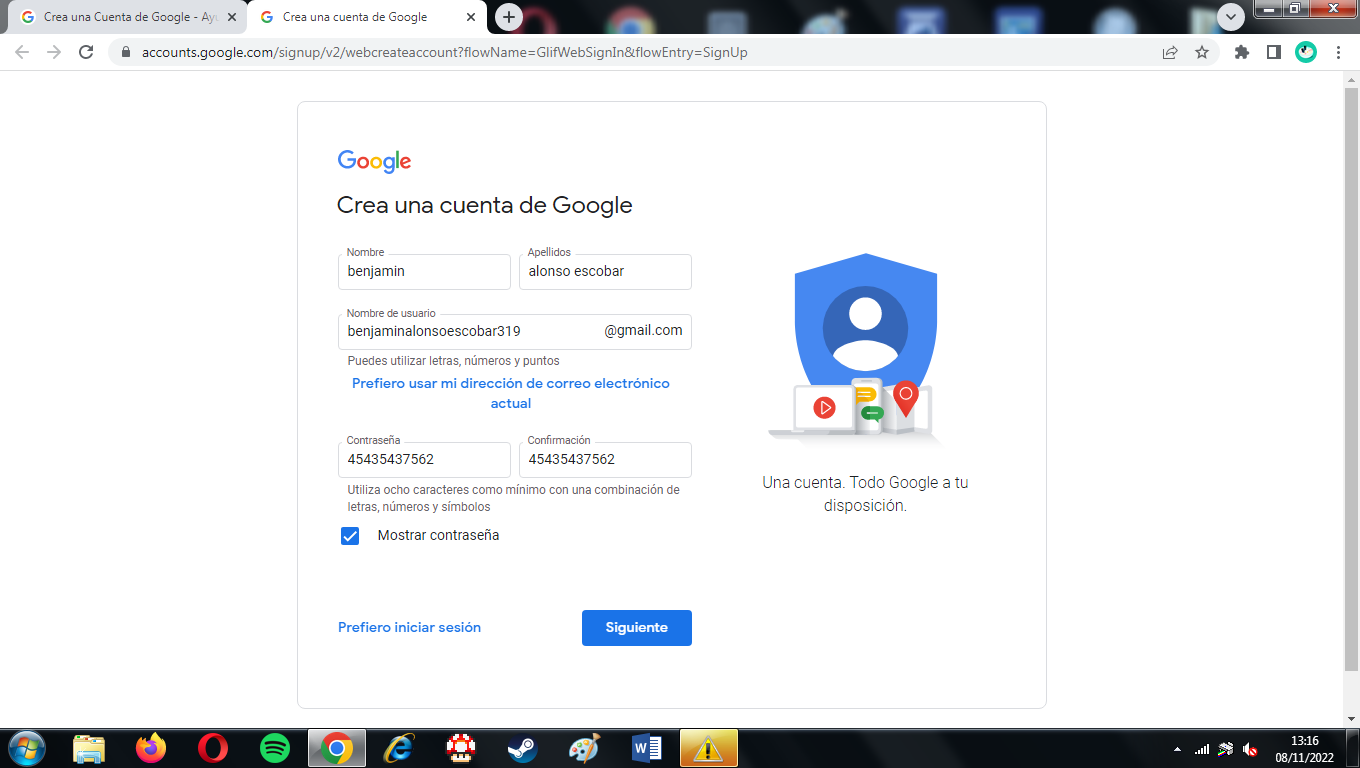 Crea una Cuenta de Google - Ayu
Crea una cuenta de Google
accounts.google.com/signup/v2/webcreateaccount?flowName=GlifWebSignIn&flowEntry=SignUp
Google
Crea una cuenta de Google
Nombre
benjamin
Apellidos
alonso escobar
Nombre de usuario
benjaminalonsoescobar319 @gmail.com
Puedes utilizar letras, números y puntos
Prefiero usar mi dirección de correo electrónico
actual
Contraseña
45435437562
Confirmación
45435437562
Utiliza ocho caracteres como mínimo con una combinación de
letras, números y símbolos
Mostrar contraseña
Prefiero iniciar sesión
Siguiente
Una cuenta. Todo Google a tu
disposición.
13:16
08/11/2022